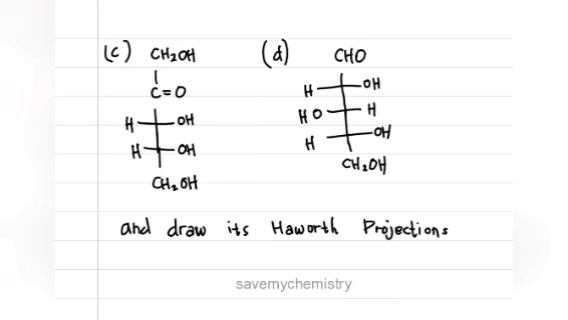 (c) CH₂OH (d) CHO
C=O H OH
H OH HO H
H OH H OH
CH₂OH CH₂OH
and draw its Haworth Projections
savemychemistry